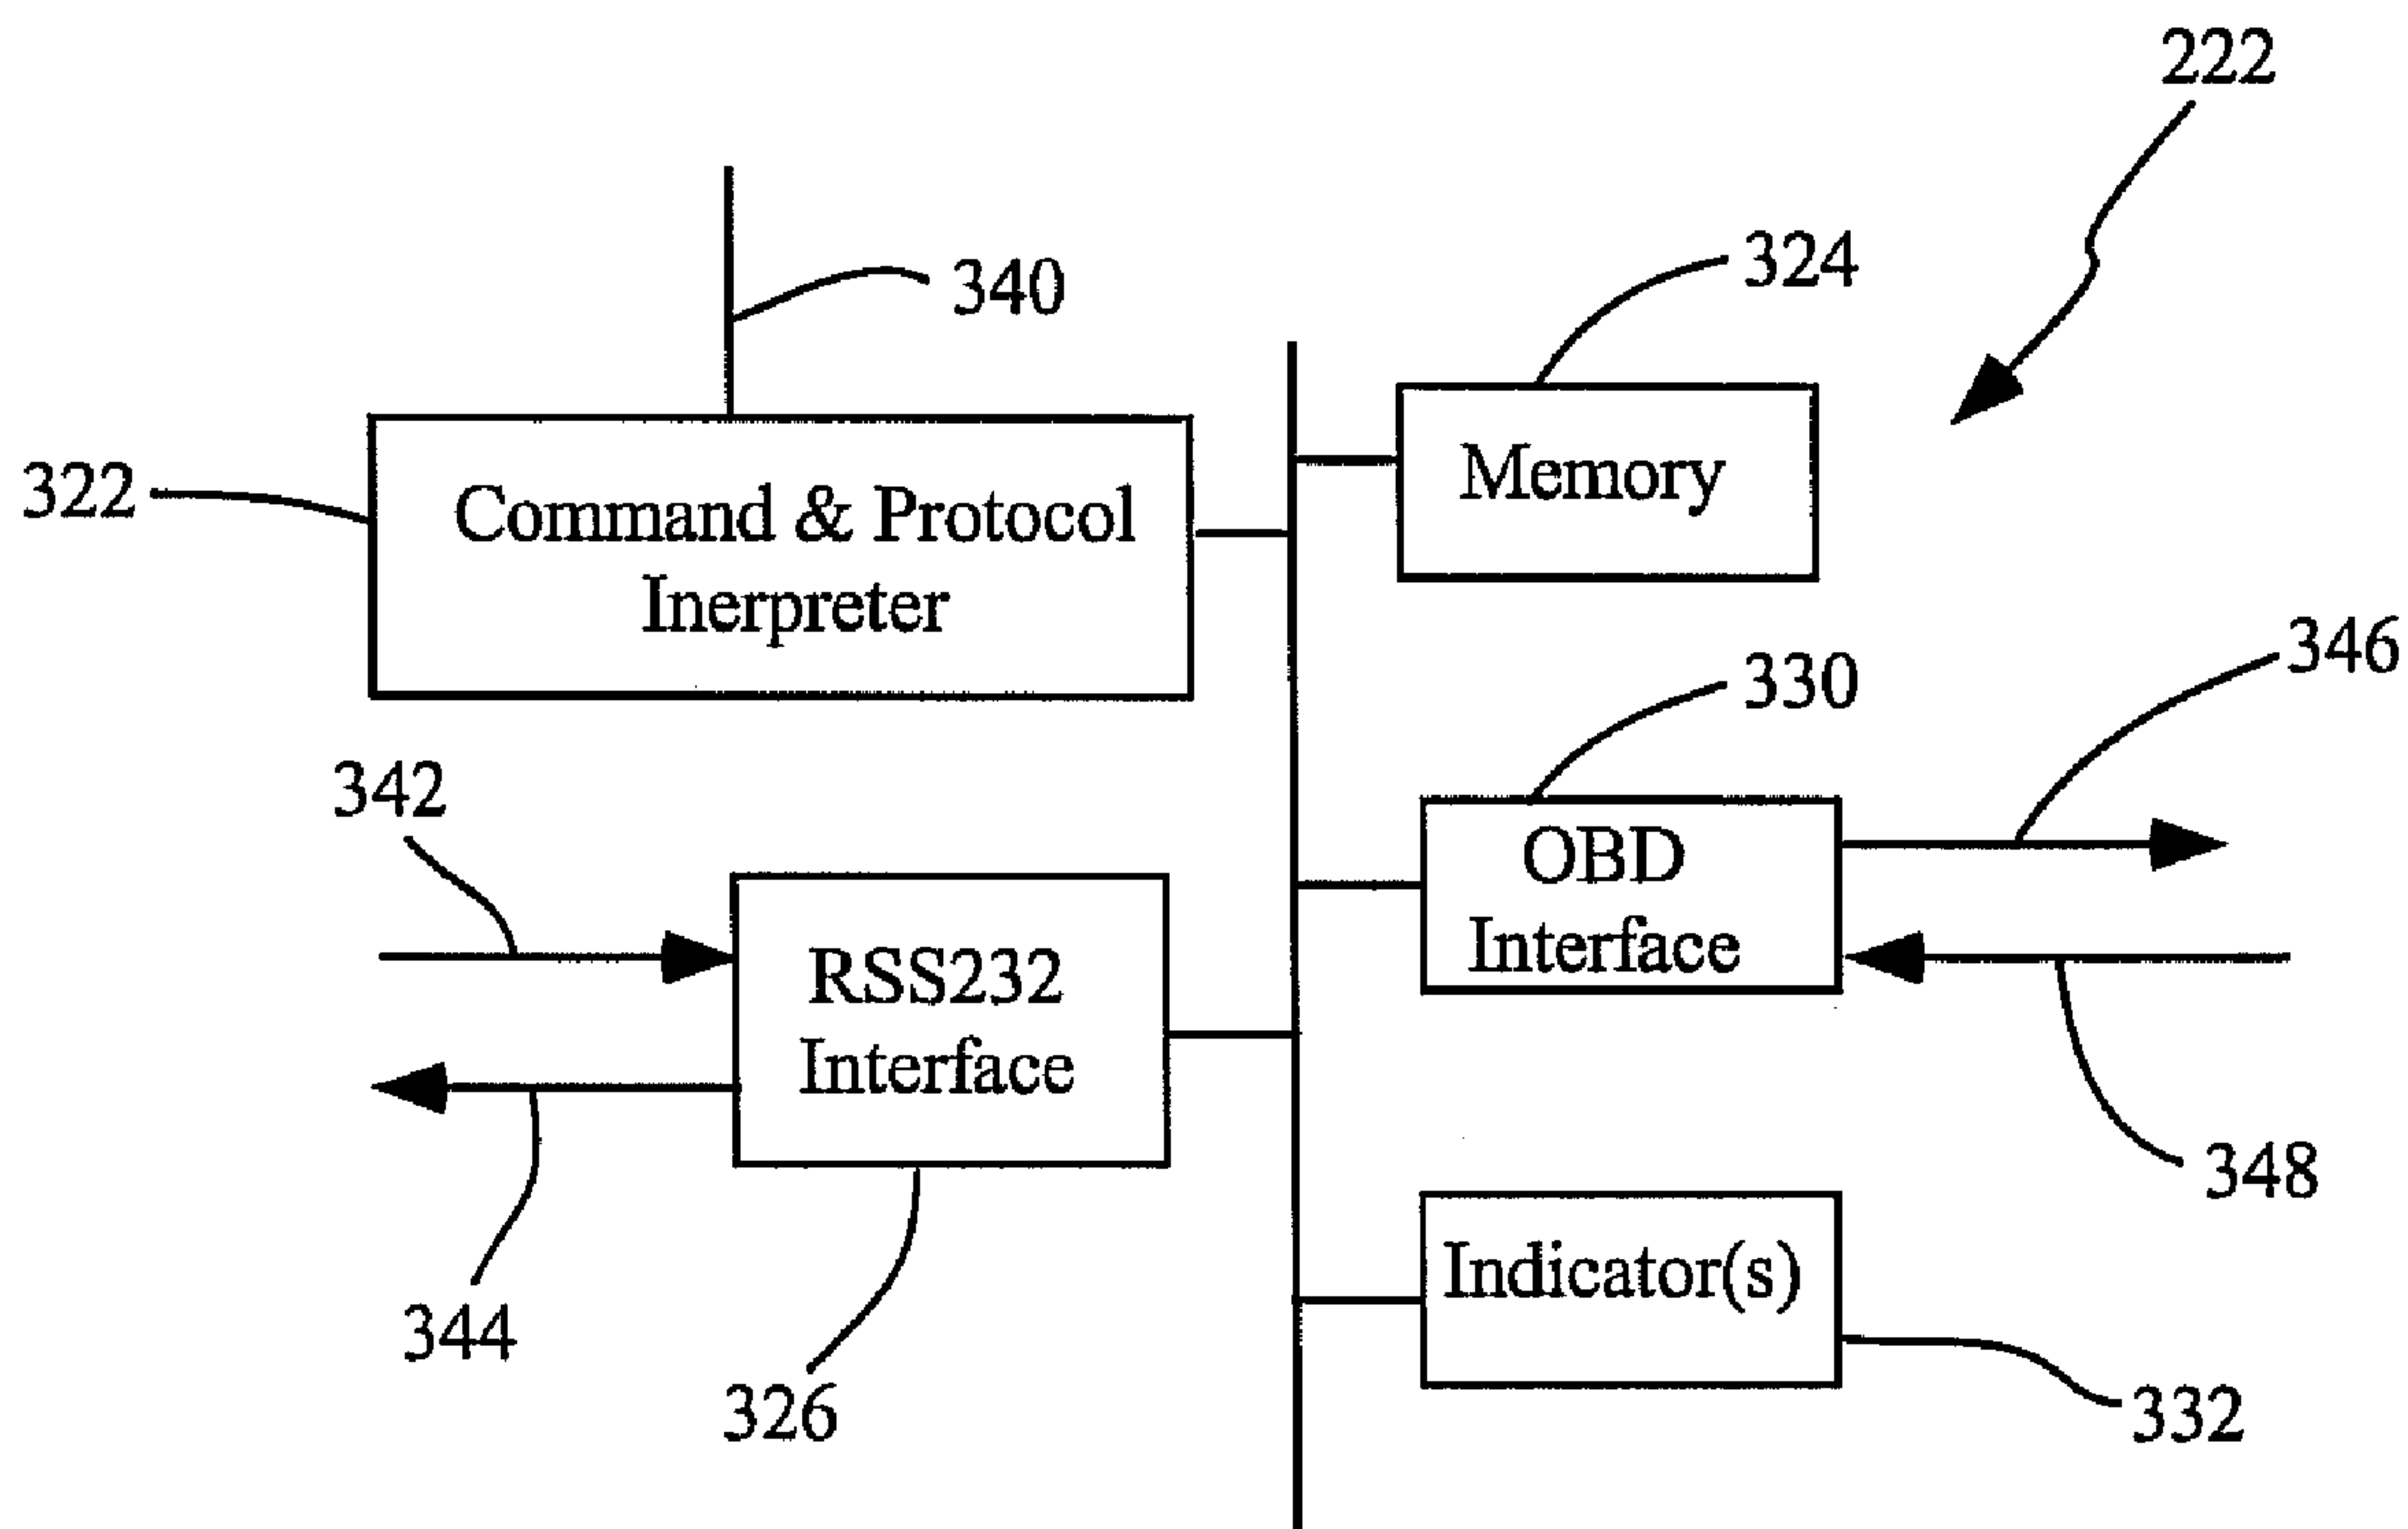 222
340
324
322
Command & Protocol
Inerpreter
Memory
330
346
342
OBD
Interface
RSS232
Interface
348
344
326
Indicator(s)
332